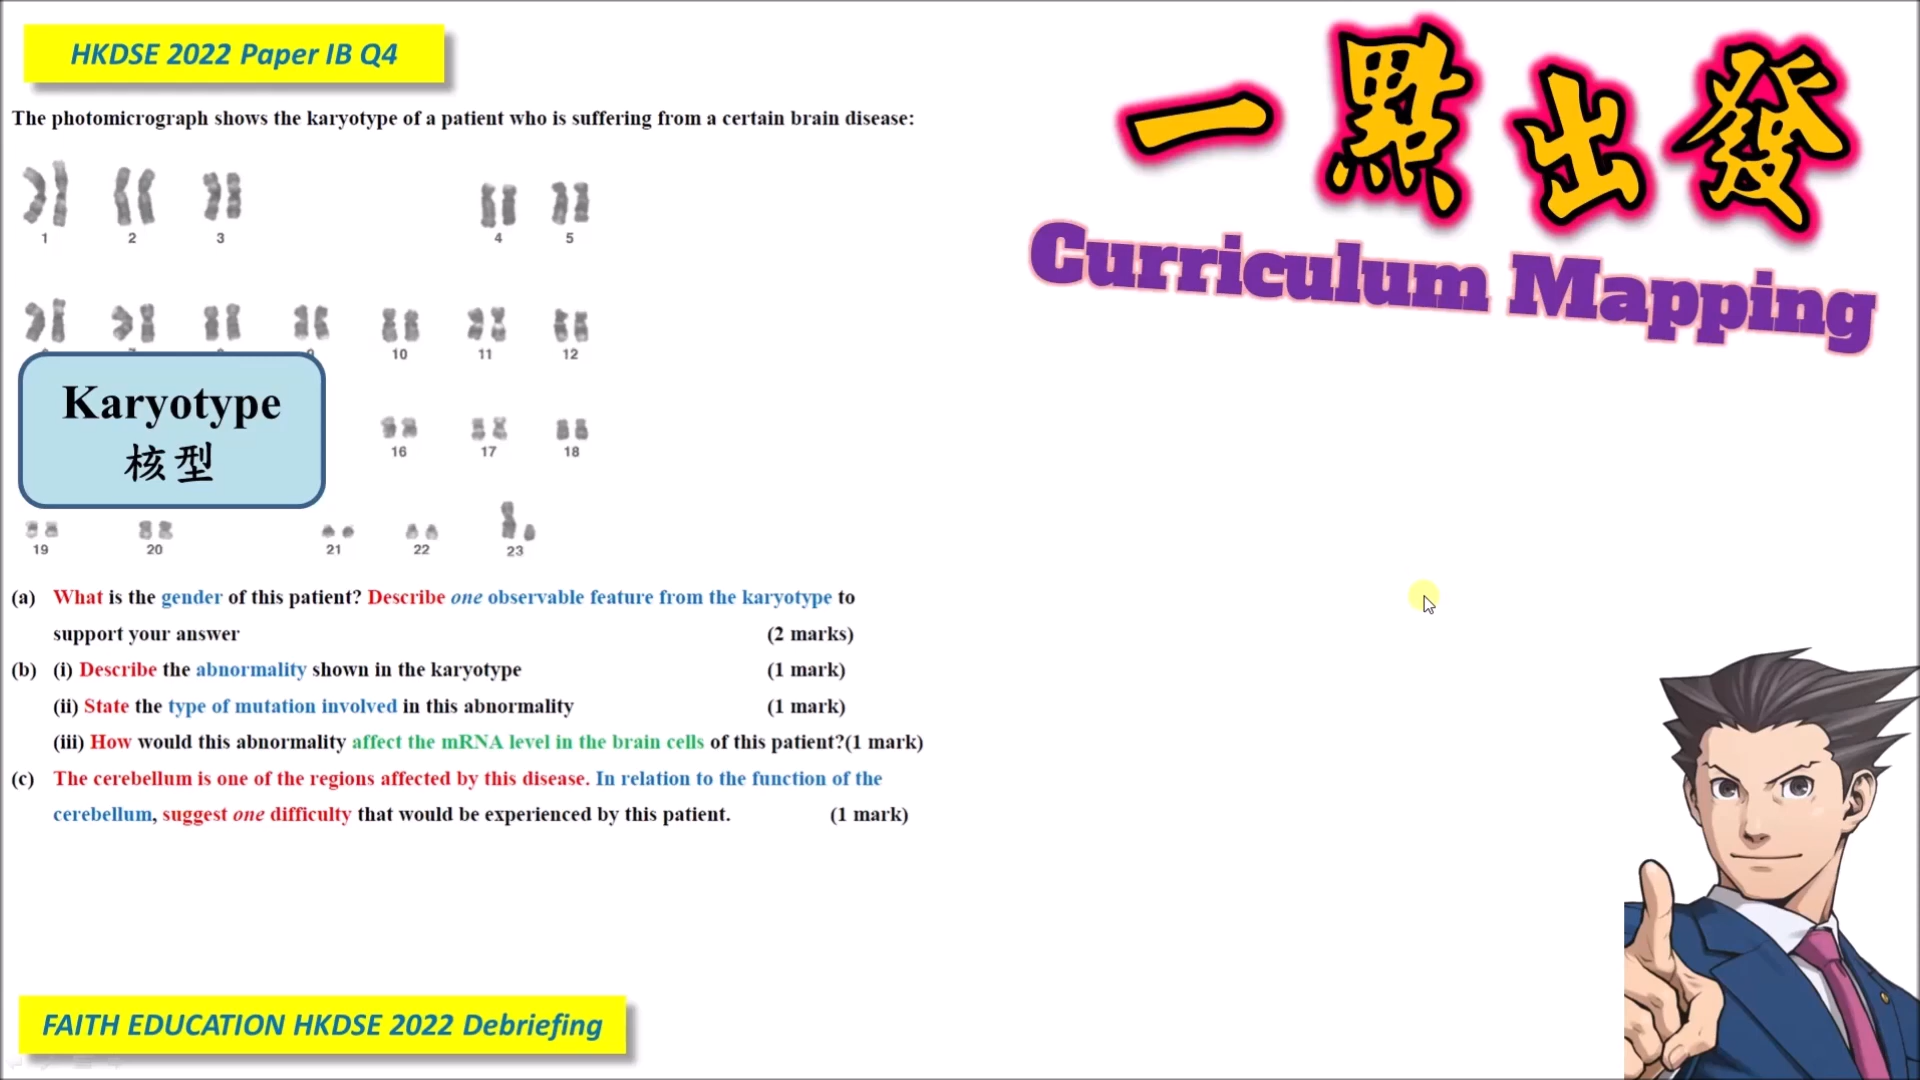 HKDSE 2022 Paper IB Q4
一點出發
Curriculum Mapping
The photomicrograph shows the karyotype of a patient who is suffering from a certain brain disease:
1 2 3 4 5
10 11 12
Karyotype
核型
16 17 18
19 20 21 22 23
(a) What is the gender of this patient? Describe one observable feature from the karyotype to
support your answer (2 marks)
(b) (i) Describe the abnormality shown in the karyotype (1 mark)
(ii) State the type of mutation involved in this abnormality (1 mark)
(iii) How would this abnormality affect the mRNA level in the brain cells of this patient?(1 mark)
(c) The cerebellum is one of the regions affected by this disease. In relation to the function of the
cerebellum, suggest one difficulty that would be experienced by this patient. (1 mark)
FAITH EDUCATION HKDSE 2022 Debriefing